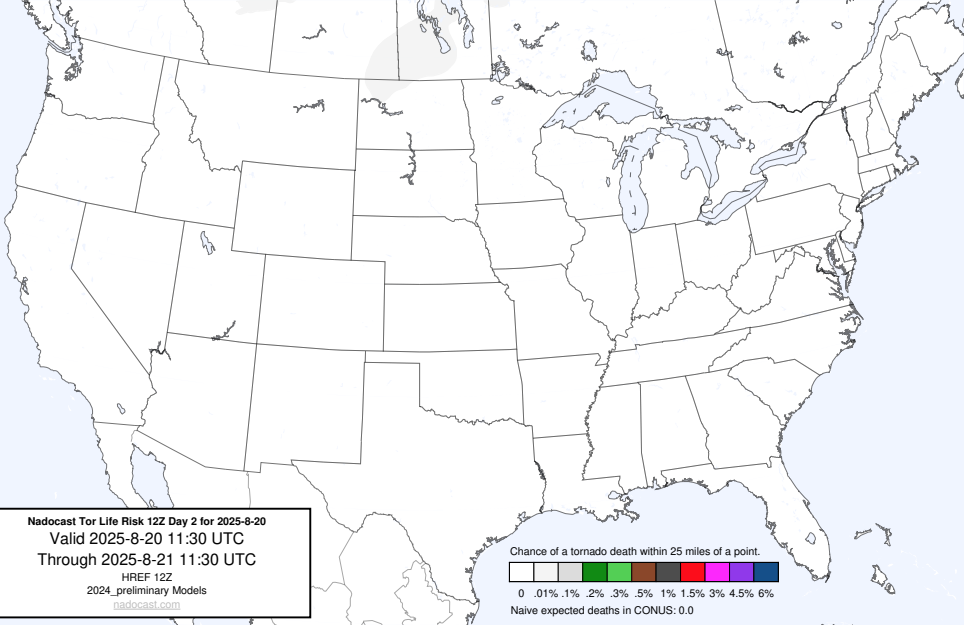 Nadocast Tor Life Risk 12Z Day 2 for 2025-8-20
Valid 2025-8-20 11:30 UTC
Through 2025-8-21 11:30 UTC
HREF 12Z
2024_preliminary Models
nadocast.com
Chance of a tornado death within 25 miles of a point.
0 .01% .1% .2% .3% .5% 1% 1.5% 3% 4.5% 6%
Naive expected deaths in CONUS: 0.0